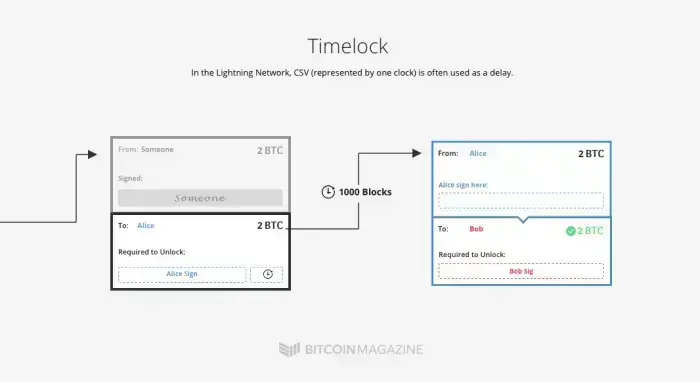 Timelock
In the Lightning Network, CSV (represented by one clock) is often used as a delay.
From: Someone 2 BTC
Signed:
Someone
To: Alice 2 BTC
Required to Unlock:
Alice Sign
1000 Blocks
From: Alice 2 BTC
Alice sign here:
To: Bob 2 BTC
Required to Unlock:
Bob Sig
BITCOIN MAGAZINE